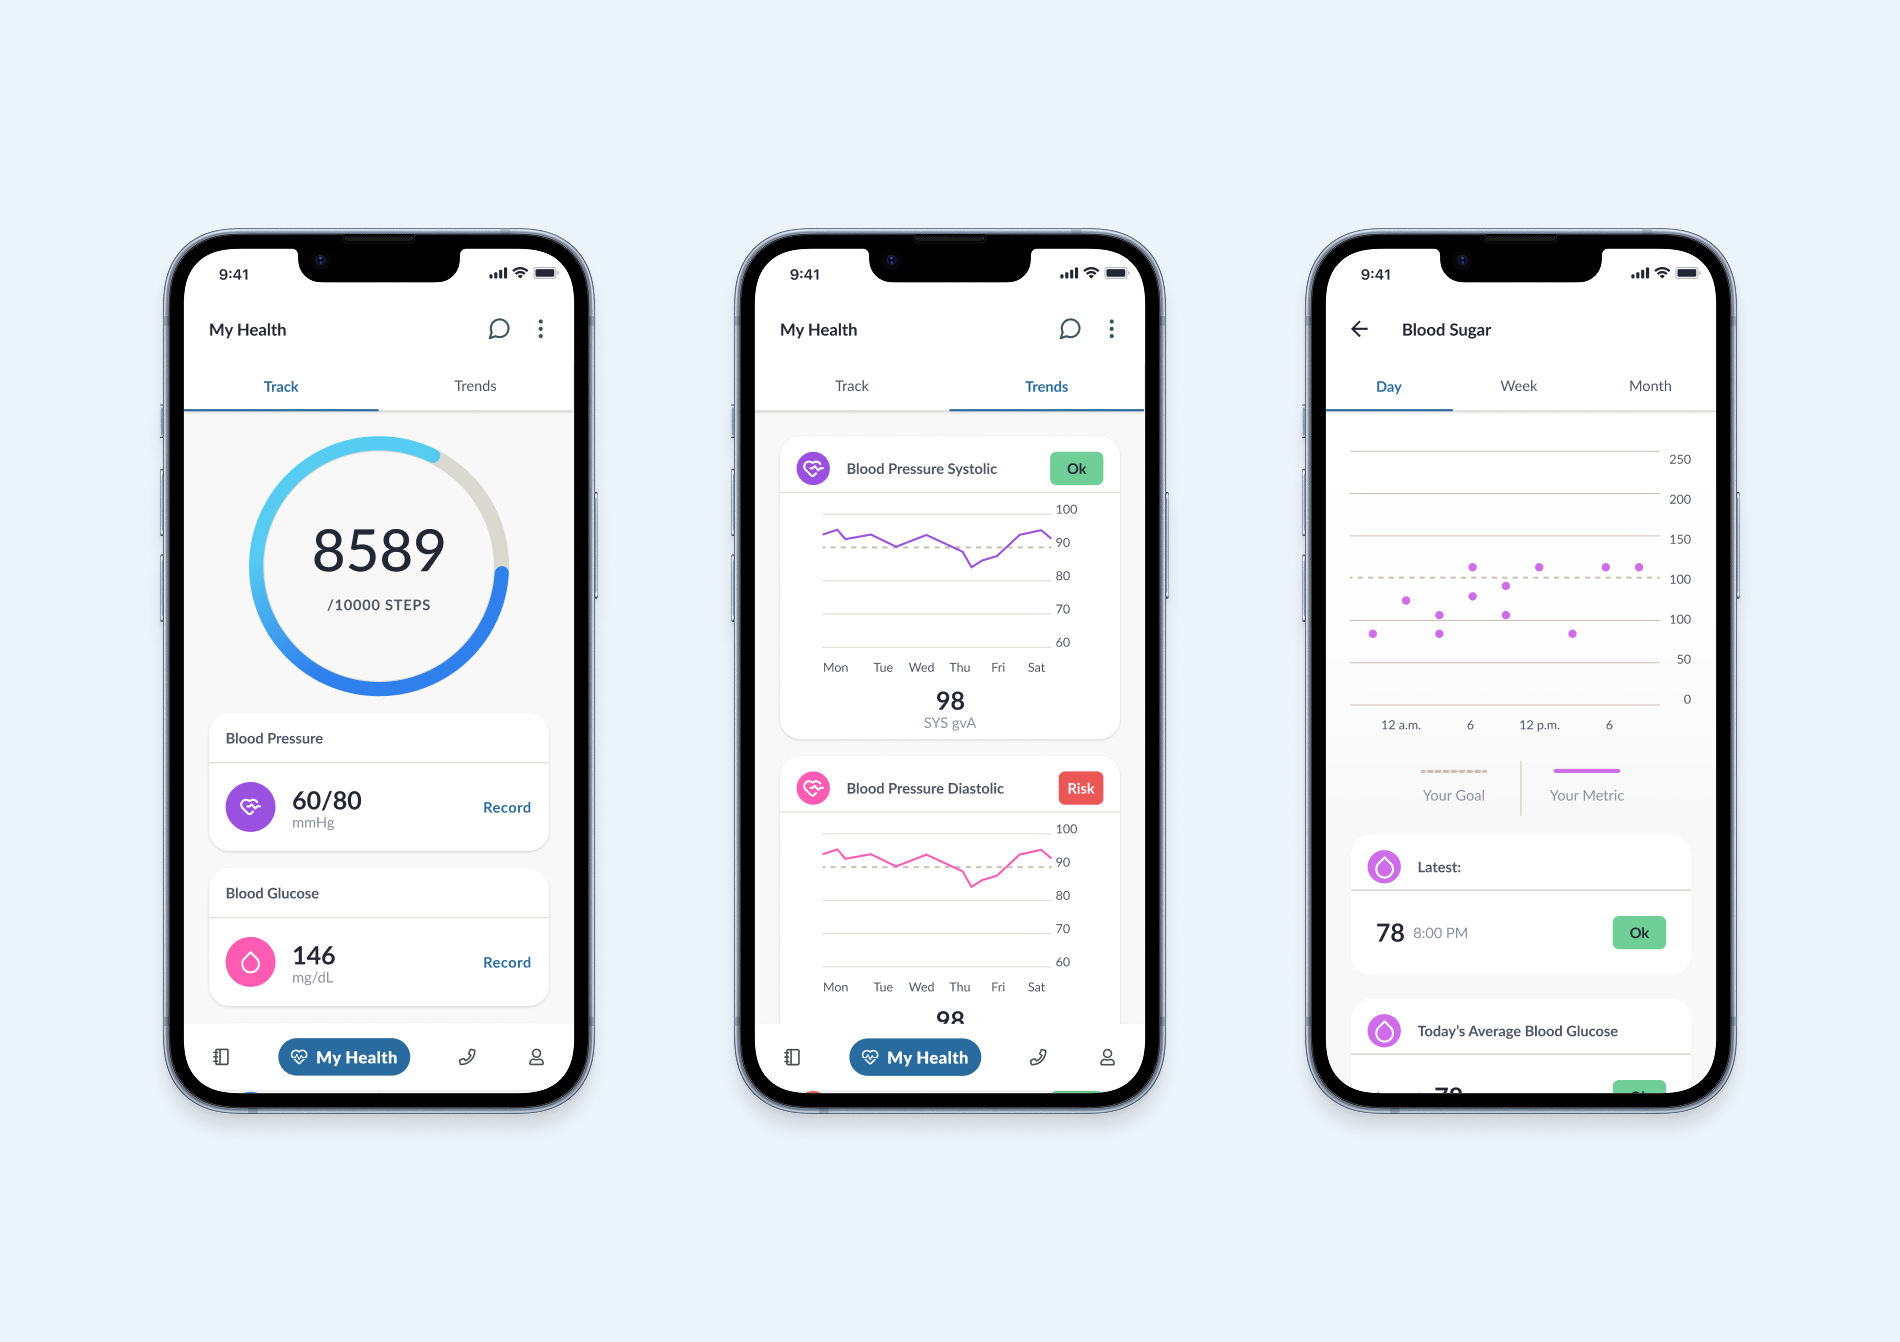 9:41
My Health
Track Trends
8589
/10000 STEPS
Blood Pressure
60/80
mmHg
Record
Blood Glucose
146
mg/dL
Record
My Health
9:41
My Health
Track Trends
Blood Pressure Systolic Ok
100
90
80
70
60
Mon Tue Wed Thu Fri Sat
98
SYS gvA
Blood Pressure Diastolic Risk
100
90
80
70
60
Mon Tue Wed Thu Fri Sat
98
My Health
9:41
Blood Sugar
Day Week Month
250
200
150
100
100
50
0
12 a.m. 6 12 p.m. 6
Your Goal Your Metric
Latest:
78 8:00 PM Ok
Today's Average Blood Glucose
78 Ok